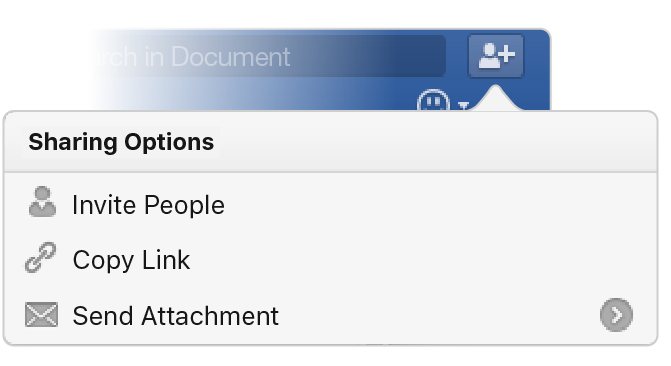 in Document
Sharing Options
Invite People
Copy Link
Send Attachment